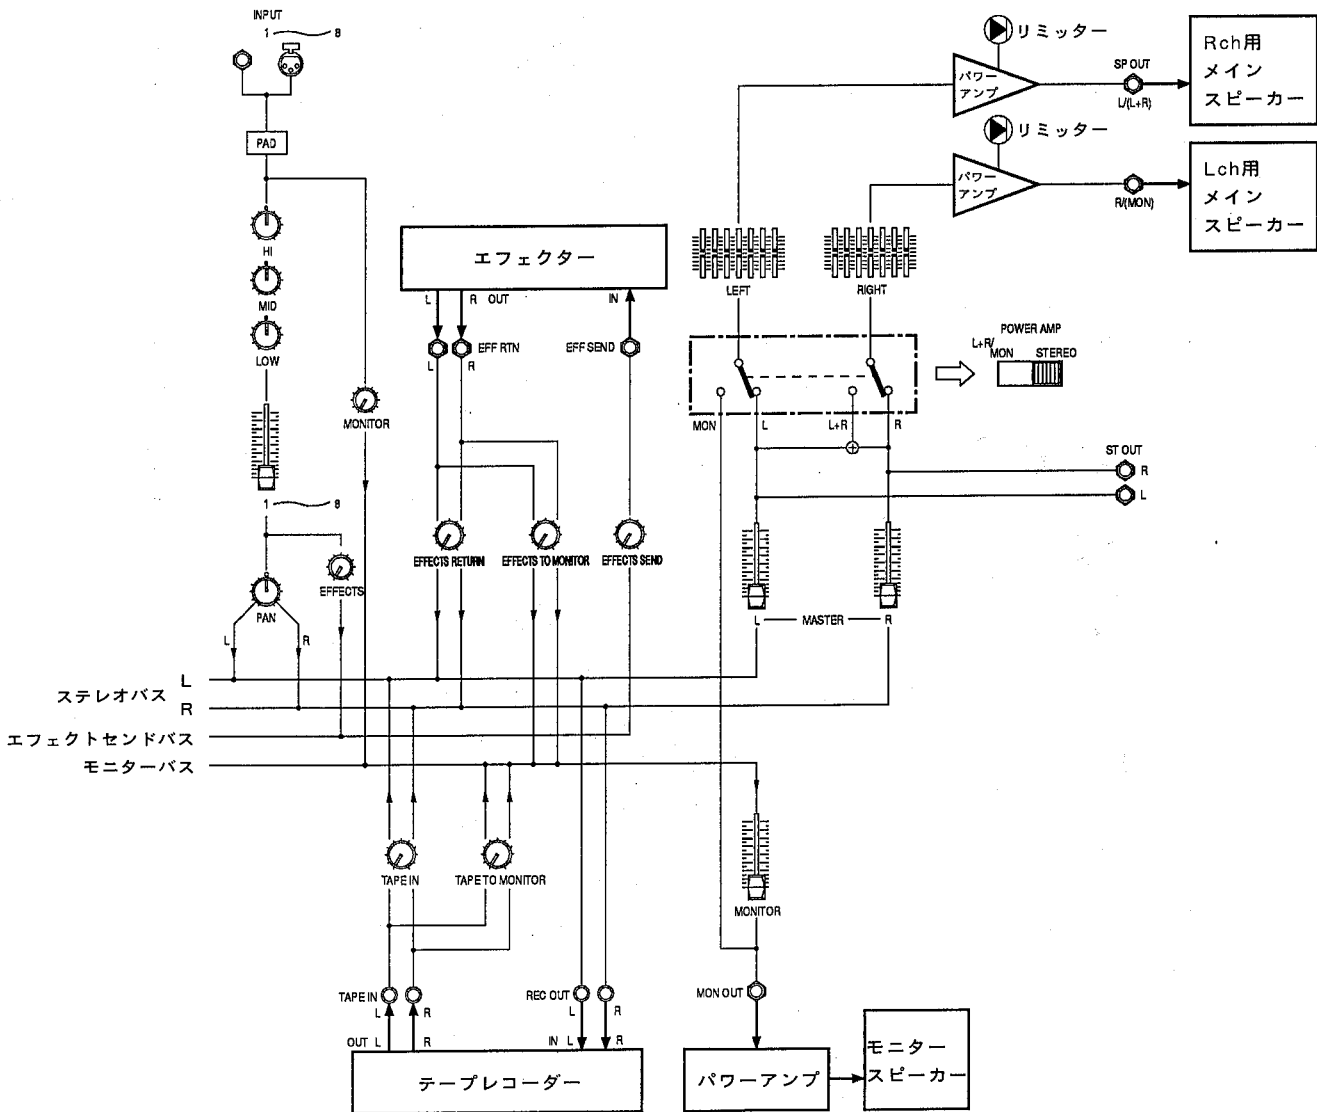 INPUT
1 8
PAD
HI
MID
LOW
MONITOR
1 8
EFFECTS
PAN
L R
エフェクター
L R OUT IN
EFF RTN
L R
EFF SEND
EFFECTS RETURN
EFFECTS TO MONITOR
EFFECTS SEND
リミッター
パワー
アンプ
SP OUT
L/(L+R)
Rch用
メイン
スピーカー
リミッター
パワー
アンプ
R/(MON)
Lch用
メイン
スピーカー
LEFT
RIGHT
POWER AMP
L+R/
MON STEREO
MON L L+R R
ST OUT
R
L
L MASTER R
ステレオバス
L
R
エフェクトセンドバス
モニターバス
TAPE IN
TAPE TO MONITOR
MONITOR
TAPE IN
L R
REC OUT
L R
MON OUT
OUT L R
IN L R
テープレコーダー
パワーアンプ
モニター
スピーカー